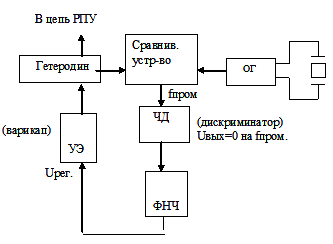 В цепь РПУ
Сравнив.
устр-во
Гетеродин
ОГ
fпром
(варикап)
ЧД
(дискриминатор)
Uвых=0 на fпром.
УЭ
Uрег.
ФНЧ